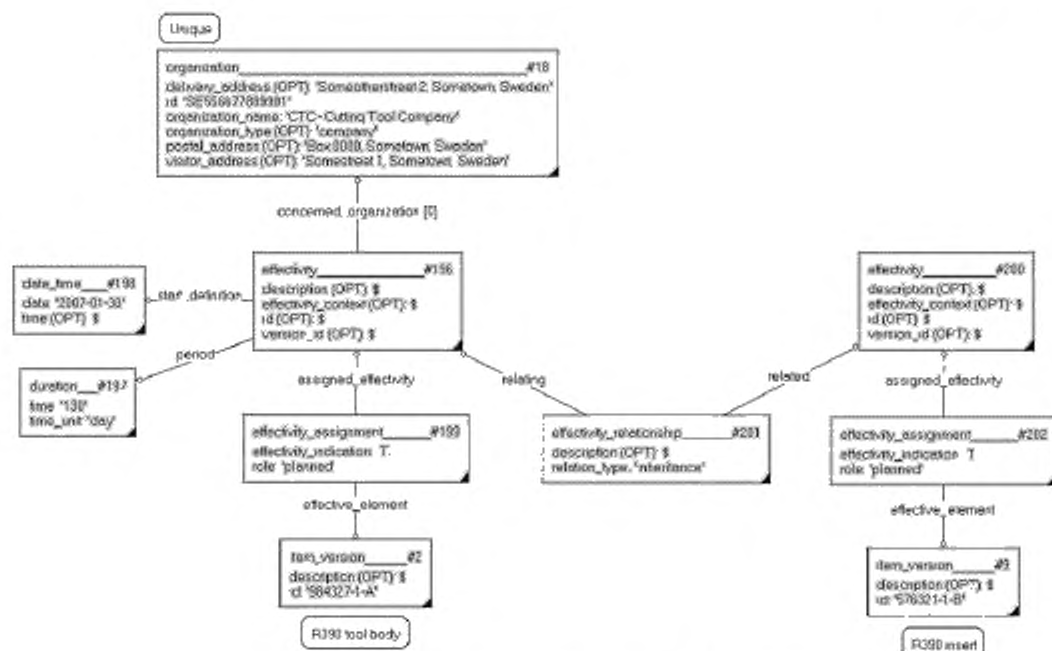 Unique
organization #18
delivery_address (OPT): 'Someotherstreet 2, Sometown, Sweden'
organization_name: 'CTC - Cutting Tool Company'
organization_type (OPT): 'company'
postal_address (OPT): 'Box 8888, Sometown, Sweden'
visitor_address (OPT): 'Somestreet 1, Sometown, Sweden'
concerned_organization [0]
date_time #198
date: '2007-01-30'
time (OPT): $
start_definition
effectivity #196
description (OPT): $
effectivity_context (OPT): $
id (OPT): $
version_id (OPT): $
effectivity #200
description (OPT): $
effectivity_context (OPT): $
id (OPT): $
version_id (OPT): $
period
duration #197
time: '130'
time_unit: 'day'
assigned_effectivity
relating
related
assigned_effectivity
effectivity_assignment #199
effectivity_indication: .T.
role: 'planned'
effectivity_relationship #201
description (OPT): $
relation_type: 'inheritance'
effectivity_assignment #202
effectivity_indication: .T.
role: 'planned'
effective_element
effective_element
item_version #2
description (OPT): $
id: '984327-1-A'
item_version #9
description (OPT): $
id: '576321-1-B'
R390 tool body
R390 insert